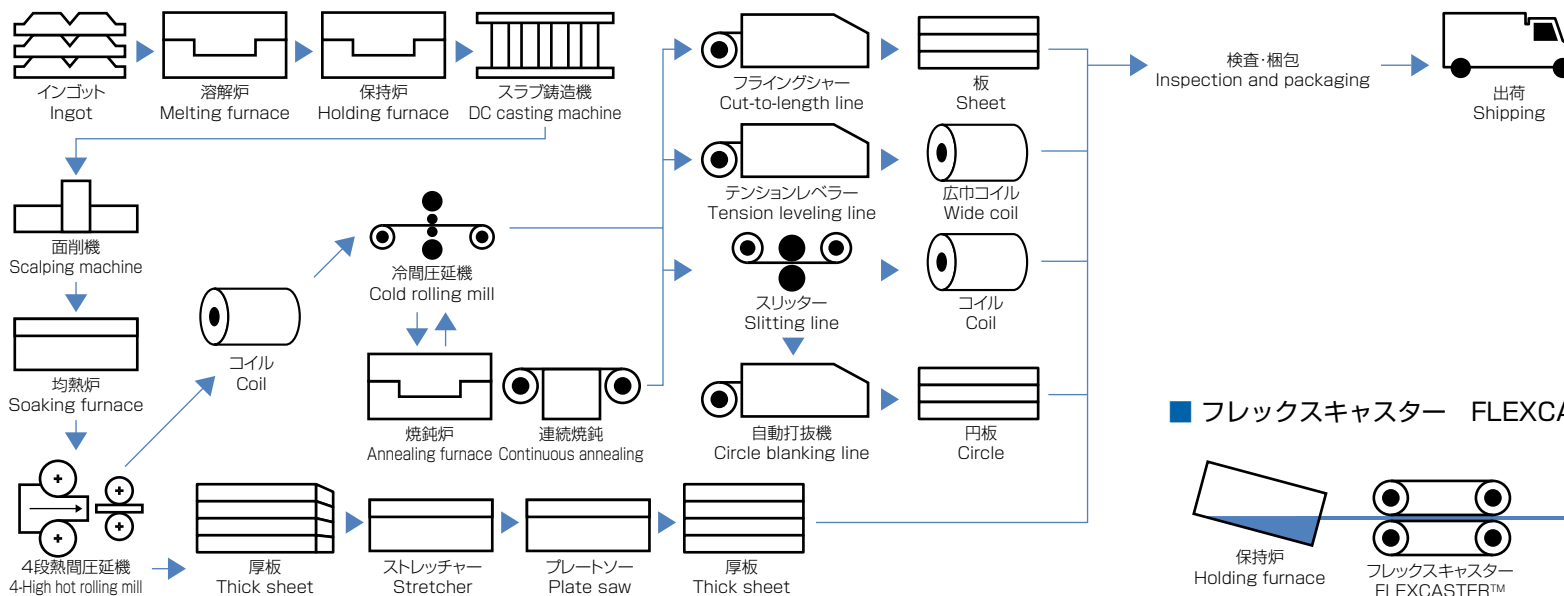 インゴット
Ingot
溶解炉
Melting furnace
保持炉
Holding furnace
スラブ鋳造機
DC casting machine
フライングシャー
Cut-to-length line
板
Sheet
検査・梱包
Inspection and packaging
出荷
Shipping
面削機
Scalping machine
均熱炉
Soaking furnace
4段熱間圧延機
4-High hot rolling mill
コイル
Coil
冷間圧延機
Cold rolling mill
焼鈍炉
Annealing furnace
連続焼鈍
Continuous annealing
テンションレベラー
Tension leveling line
広巾コイル
Wide coil
スリッター
Slitting line
コイル
Coil
自動打抜機
Circle blanking line
円板
Circle
厚板
Thick sheet
ストレッチャー
Stretcher
プレートソー
Plate saw
厚板
Thick sheet
■ フレックスキャスター FLEXCA
保持炉
Holding furnace
フレックスキャスター
FLEXCASTER™